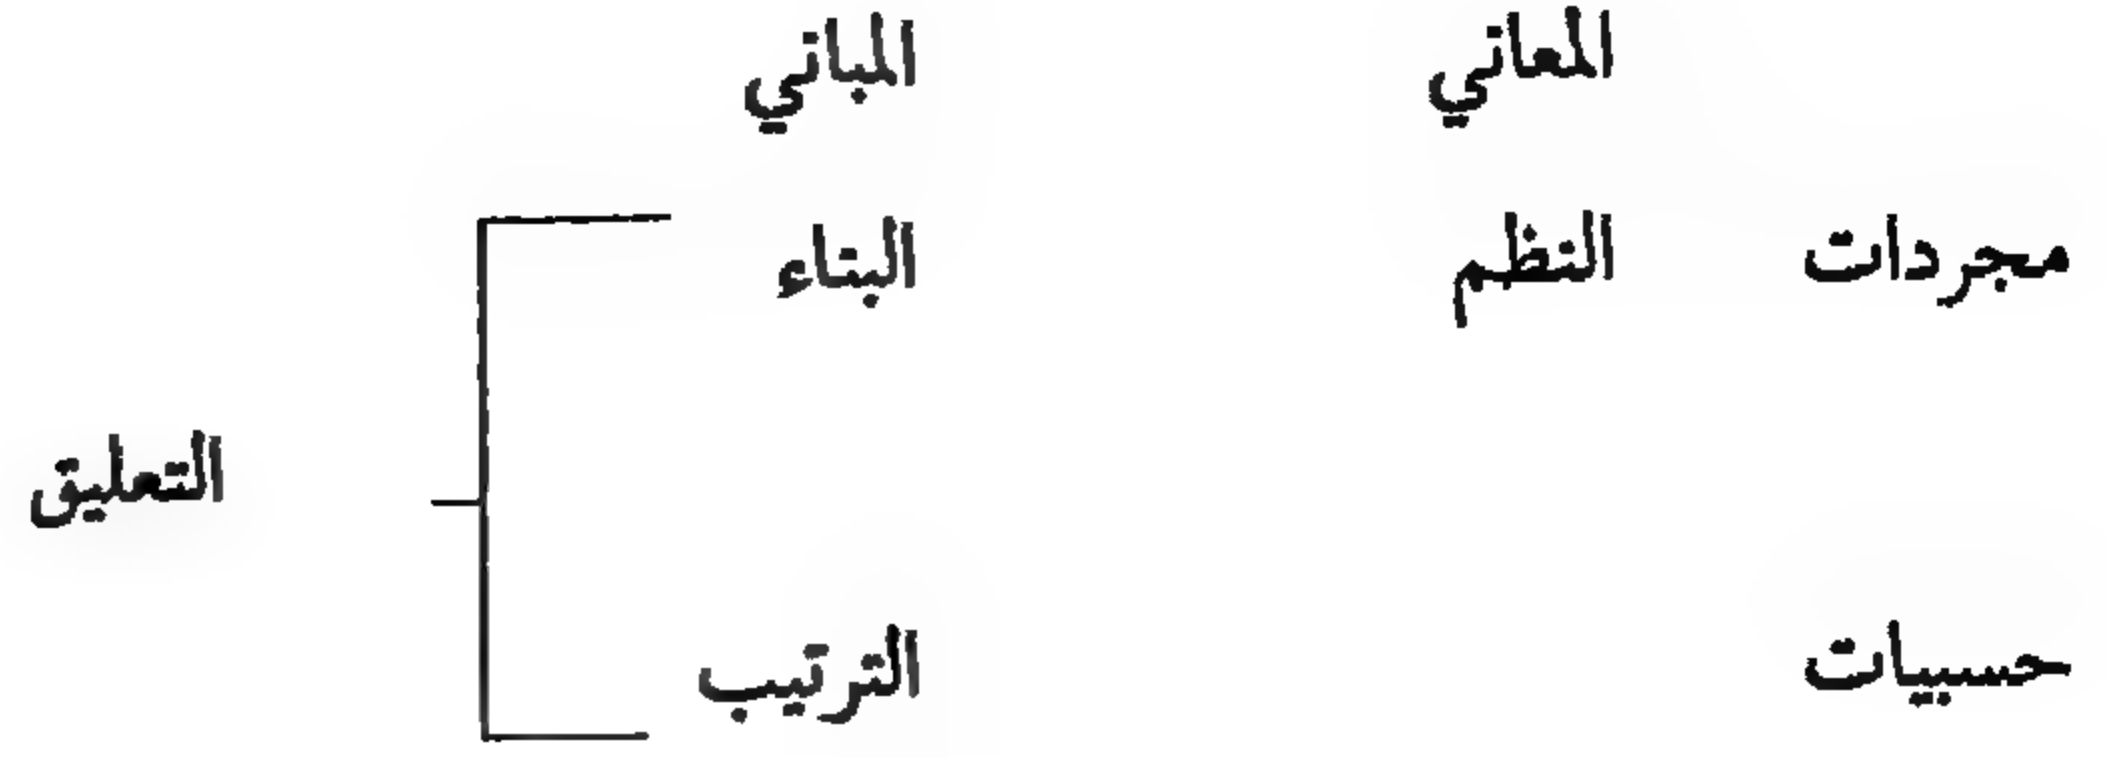 المعاني المباني
مجردات النظم البناء
التعليق
حسيات الترتيب